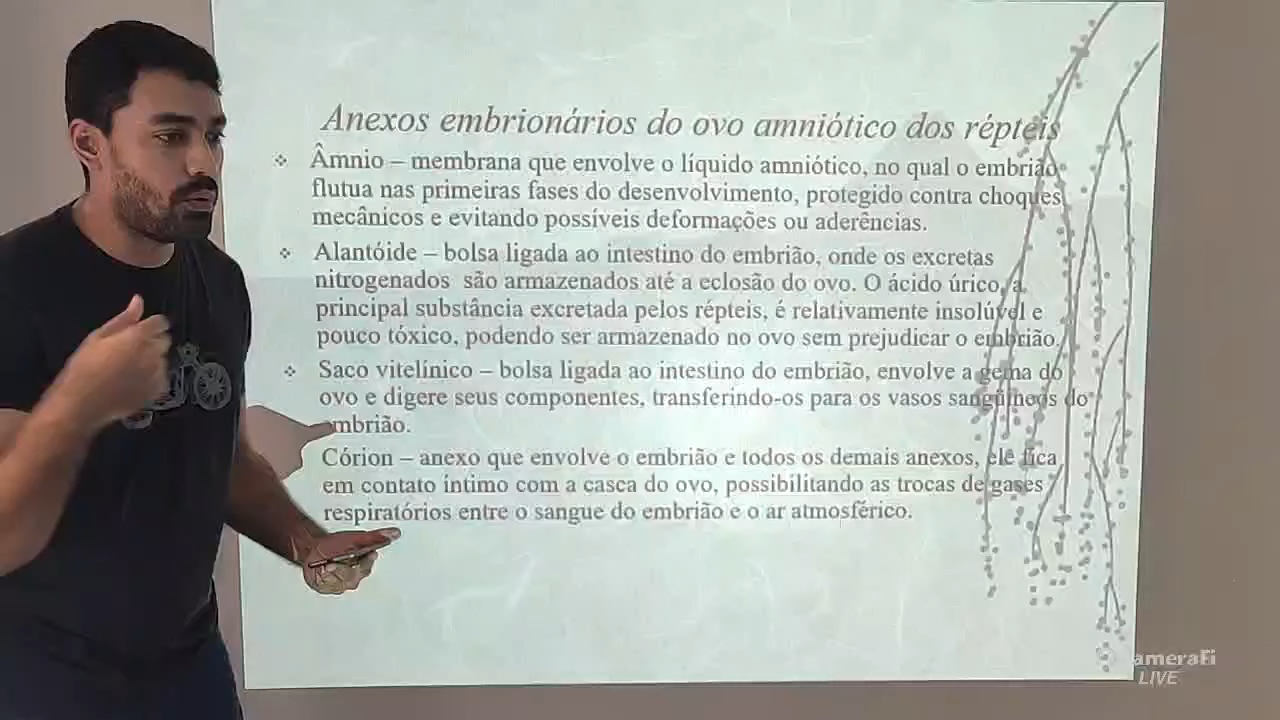 Anexos embrionários do ovo amniótico dos répteis
Âmnio – membrana que envolve o líquido amniótico, no qual o embrião
flutua nas primeiras fases do desenvolvimento, protegido contra choques
mecânicos e evitando possíveis deformações ou aderências.
Alantóide – bolsa ligada ao intestino do embrião, onde os excretas
nitrogenados são armazenados até a eclosão do ovo. O ácido úrico, a
principal substância excretada pelos répteis, é relativamente insolúvel e
pouco tóxico, podendo ser armazenado no ovo sem prejudicar o embrião.
Saco vitelínico – bolsa ligada ao intestino do embrião, envolve a gema do
ovo e digere seus componentes, transferindo-os para os vasos sangüíneos do
mbrião.
Córion – anexo que envolve o embrião e todos os demais anexos, ele fica
em contato íntimo com a casca do ovo, possibilitando as trocas de gases
respiratórios entre o sangue do embrião e o ar atmosférico.
ameraFi
LIVE